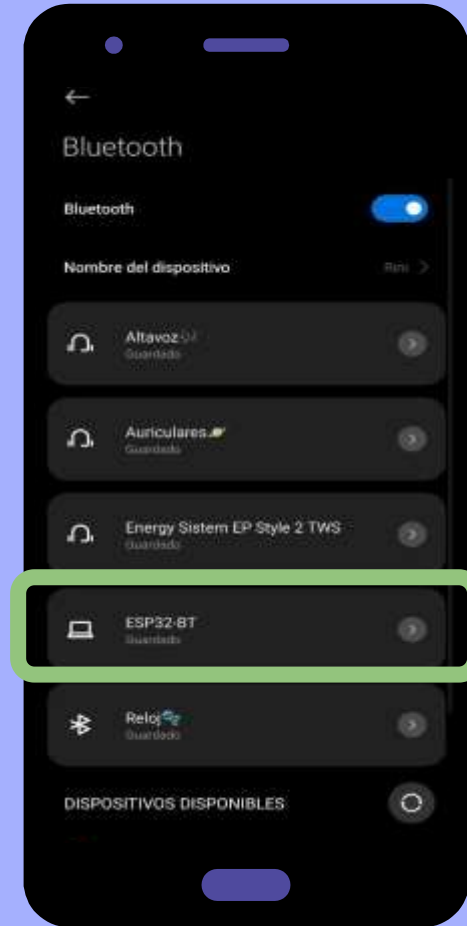 Bluetooth
Bluetooth
Nombre del dispositivo Rini
Altavoz
Guardado
Auriculares🪐
Guardado
Energy Sistem EP Style 2 TWS
Guardado
ESP32-BT
Guardado
Reloj
Guardado
DISPOSITIVOS DISPONIBLES